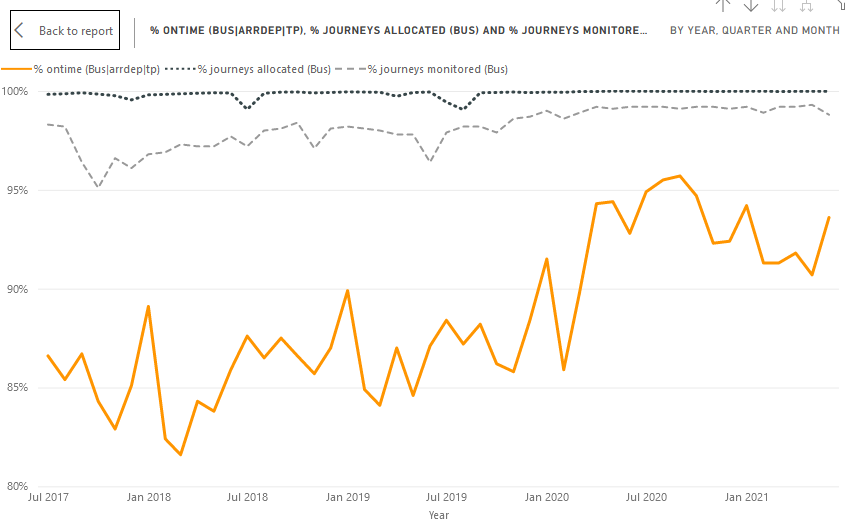 Back to report
% ONTIME (BUS|ARRDEP|TP), % JOURNEYS ALLOCATED (BUS) AND % JOURNEYS MONITORE...
BY YEAR, QUARTER AND MONTH
% ontime (Bus|arrdep|tp) % journeys allocated (Bus) % journeys monitored (Bus)
100%
95%
90%
85%
80%
Jul 2017 Jan 2018 Jul 2018 Jan 2019 Jul 2019 Jan 2020 Jul 2020 Jan 2021
Year